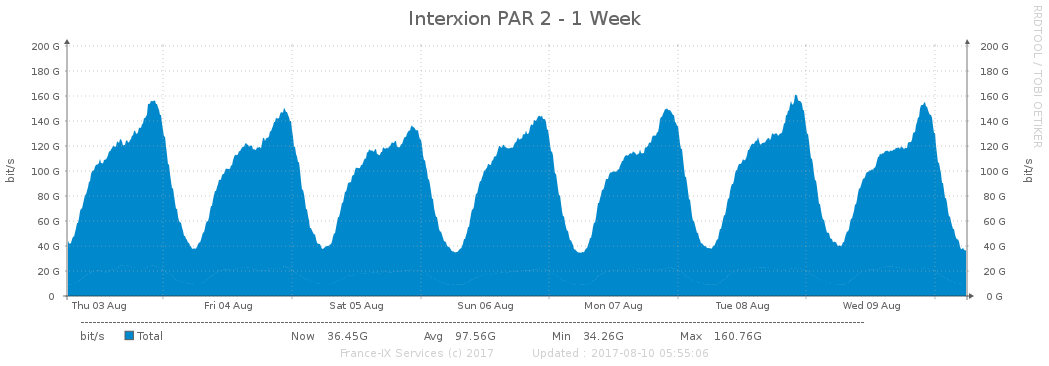 Interxion PAR 2 - 1 Week
RRDTOOL / TOBI OETIKER
bit/s
200 G
180 G
160 G
140 G
120 G
100 G
80 G
60 G
40 G
20 G
0
200 G
180 G
160 G
140 G
120 G
100 G
80 G
60 G
40 G
20 G
0 G
bit/s
Thu 03 Aug Fri 04 Aug Sat 05 Aug Sun 06 Aug Mon 07 Aug Tue 08 Aug Wed 09 Aug
bit/s Total Now 36.45G Avg 97.56G Min 34.26G Max 160.76G
France-IX Services (c) 2017 Updated : 2017-08-10 05:55:06